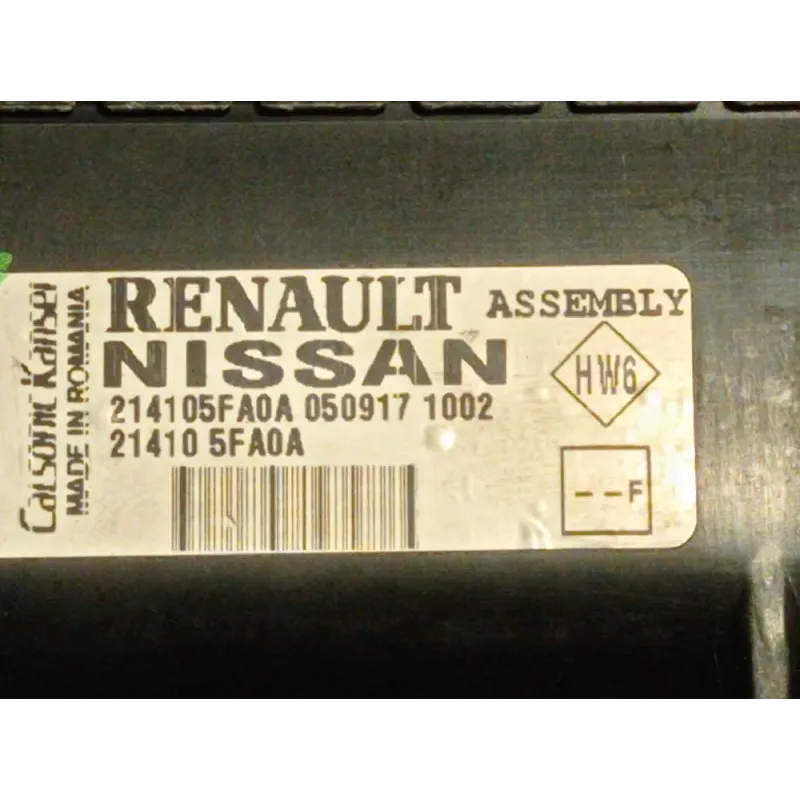 Calsonic Kansei
MADE IN ROMANIA
RENAULT ASSEMBLY
NISSAN
HW6
214105FA0A 050917 1002
21410 5FA0A
--F